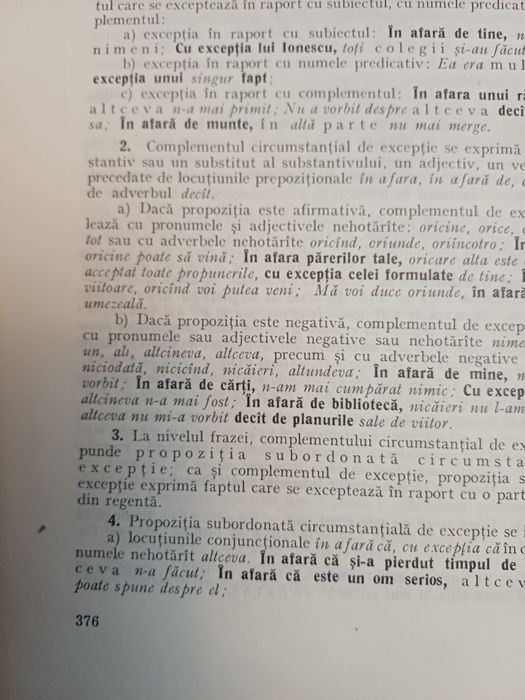 tul care se exceptează în raport cu subiectul, cu numele predicat
plementul:
a) excepția în raport cu subiectul: În afară de tine,
nimeni; Cu excepția lui Ionescu, toți colegii și-au făcut
b) excepția în raport cu numele predicativ: Ea era mul
excepția unui singur fapt;
c) excepția în raport cu complementul: În afara unui
altceva n-a mai primit; Nu a vorbit despre altceva decît
sa; În afară de munte, în altă parte nu mai merge.
2. Complementul circumstanțial de excepție se exprimă
stantiv sau un substitut al substantivului, un adjectiv, un
precedate de locuțiunile prepoziționale în afara, în afară de,
de adverbul decît.
a) Dacă propoziția este afirmativă, complementul de
lează cu pronumele și adjectivele nehotărîte: oricine, orice,
tot sau cu adverbele nehotărîte oricînd, oriunde, oriîncotro; În
oricine poate să vină; În afara părerilor tale, oricare alta este
acceptat toate propunerile, cu excepția celei formulate de tine;
viitoare, oricînd voi putea veni; Mă voi duce oriunde, în afară
umezeală.
b) Dacă propoziția este negativă, complementul de excep
cu pronumele sau adjectivele negative sau nehotărîte nime
un, alt, altcineva, altceva, precum și cu adverbele negative
niciodată, nicicînd, nicăieri, altundeva; În afară de mine,
vorbit; În afară de cărți, n-am mai cumpărat nimic; Cu excep
altcineva n-a mai fost; În afară de bibliotecă, nicăieri nu l-am
altceva nu mi-a vorbit decît de planurile sale de viitor.
3. La nivelul frazei, complementului circumstanțial de
punde propoziția subordonată circumsta
excepție; ca și complementul de excepție, propoziția
excepție exprimă faptul care se exceptează în raport cu o part
din regentă.
4. Propoziția subordonată circumstanțială de excepție se
a) locuțiunile conjuncționale în afară că, cu excepția că în
numele nehotărît altceva. În afară că și-a pierdut timpul de
ceva n-a făcut; În afară că este un om serios, altcev
poate spune despre el;
376